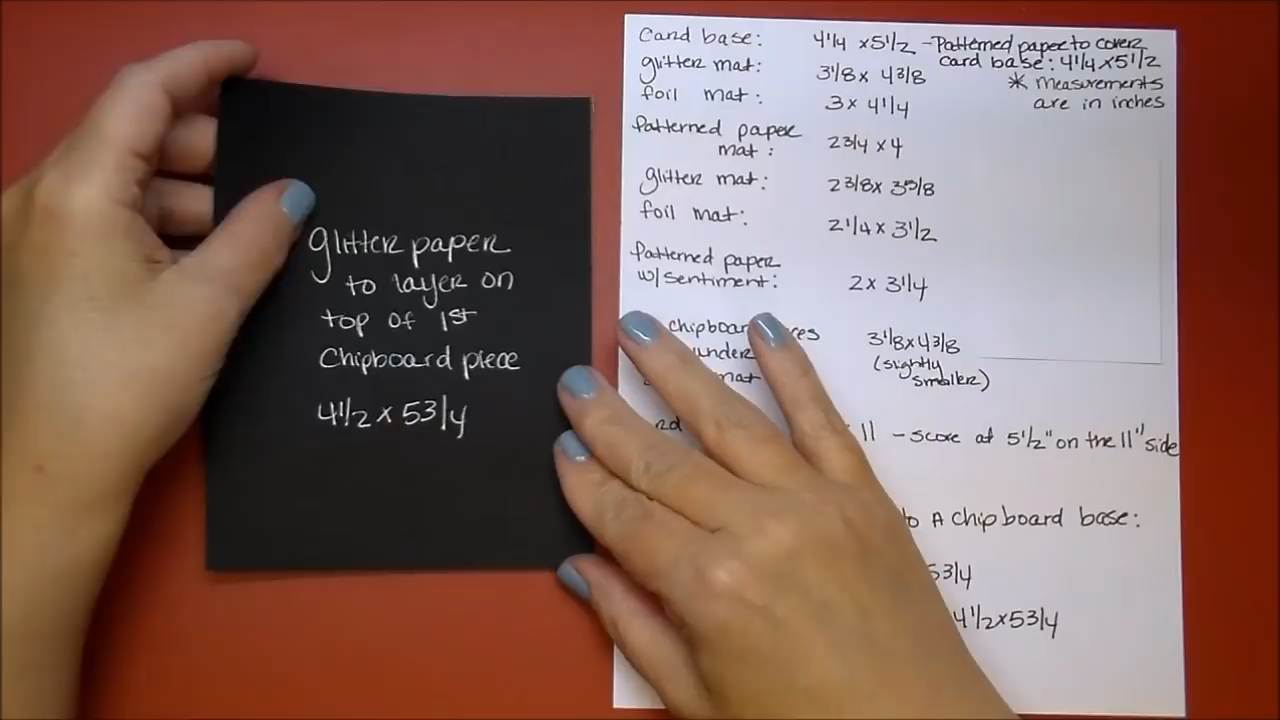 glitter paper
to layer on
top of 1st
Chipboard piece
4 1/2 x 5 3/4
Card base: 4 1/4 x 5 1/2 - Patterned paper to cover
card base: 4 1/4 x 5 1/2
* measurements
are in inches
glitter mat: 3 1/8 x 4 3/8
foil mat: 3 x 4 1/4
Patterned paper
mat: 2 3/4 x 4
glitter mat: 2 3/8 x 3 5/8
foil mat: 2 1/4 x 3 1/2
Patterned paper
w/sentiment: 2 x 3 1/4
chipboard 3 1/8 x 4 3/8
under (slightly
mat smaller)
11 - score at 5 1/2" on the 11" side
to A chipboard base:
5 3/4
4 1/2 x 5 3/4